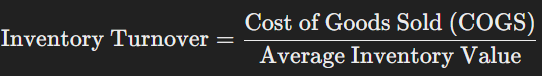 Inventory Turnover = Cost of Goods Sold (COGS)
Average Inventory Value